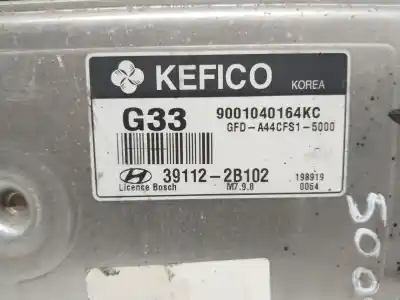 KEFICO KOREA
G33 9001040164KC
GFD-A44CFS1-5000
39112-2B102 198919
License Bosch M7.9.8 0064
500